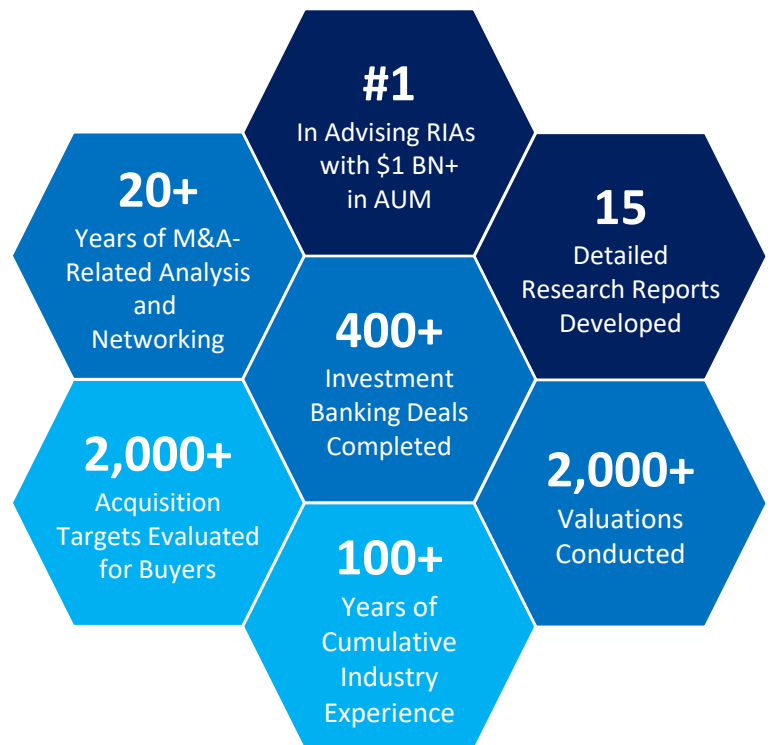 #1
In Advising RIAs
with $1 BN+
in AUM
20+
Years of M&A-
Related Analysis
and
Networking
15
Detailed
Research Reports
Developed
400+
Investment
Banking Deals
Completed
2,000+
Acquisition
Targets Evaluated
for Buyers
2,000+
Valuations
Conducted
100+
Years of
Cumulative
Industry
Experience